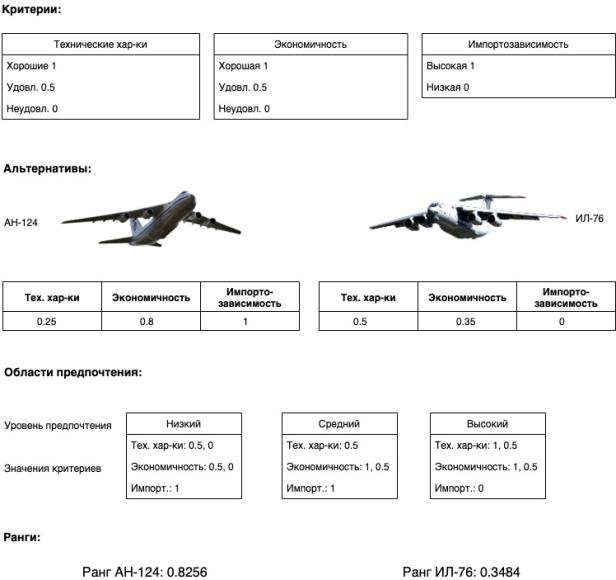 Критерии:
Технические хар-ки
Экономичность
Импортозависимость
Хорошие 1
Хорошая 1
Высокая 1
Удовл. 0.5
Удовл. 0.5
Низкая 0
Неудовл. 0
Неудовл. 0
Альтернативы:
АН-124
ИЛ-76
Тех. хар-ки
Экономичность
Импорто-
зависимость
0.25
0.8
1
Тех. хар-ки
Экономичность
Импорто-
зависимость
0.5
0.35
0
Области предпочтения:
Уровень предпочтения
Низкий
Средний
Высокий
Значения критериев
Тех. хар-ки: 0.5, 0
Экономичность: 0.5, 0
Импорт.: 1
Тех. хар-ки: 0.5
Экономичность: 1, 0.5
Импорт.: 1
Тех. хар-ки: 1, 0.5
Экономичность: 1, 0.5
Импорт.: 0
Ранги:
Ранг АН-124: 0.8256
Ранг ИЛ-76: 0.3484